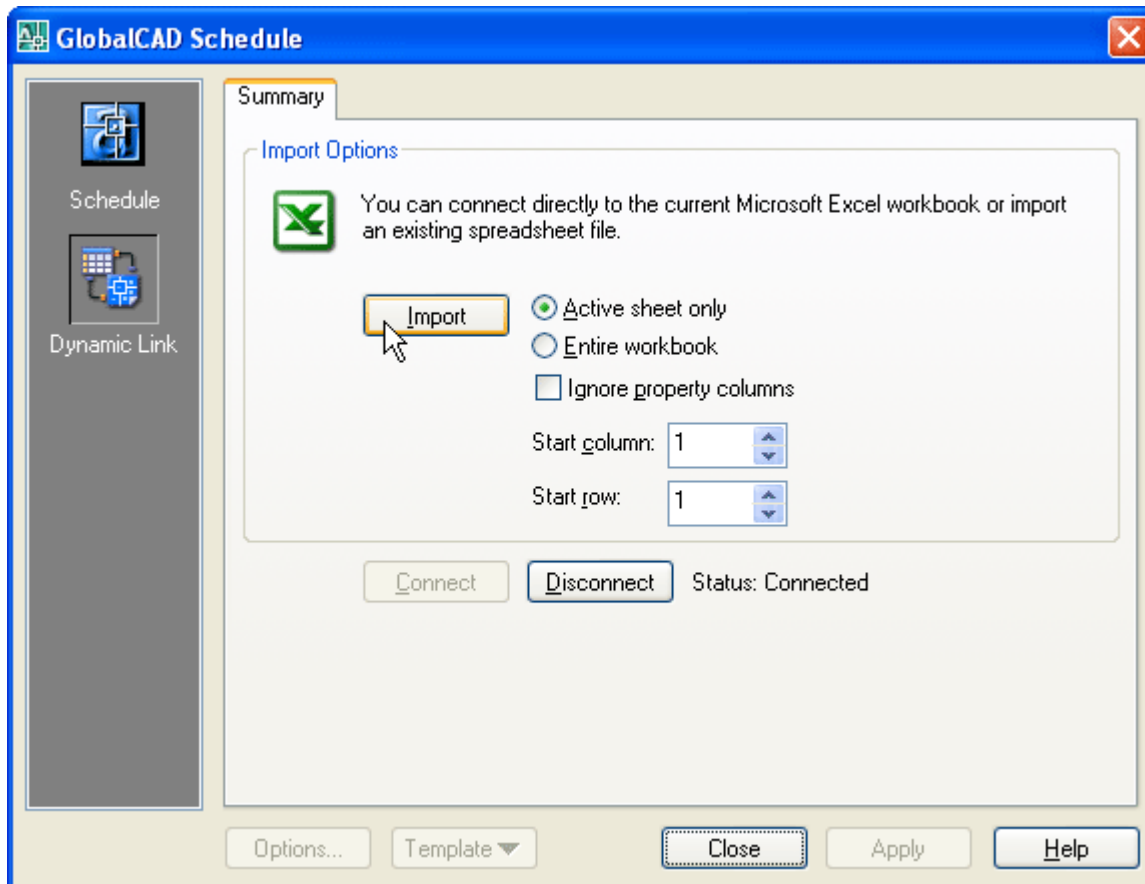 GlobalCAD Schedule
Schedule
Dynamic Link
Summary
Import Options
You can connect directly to the current Microsoft Excel workbook or import
an existing spreadsheet file.
Import
Active sheet only
Entire workbook
Ignore property columns
Start column: 1
Start row: 1
Connect Disconnect Status: Connected
Options... Template Close Apply Help